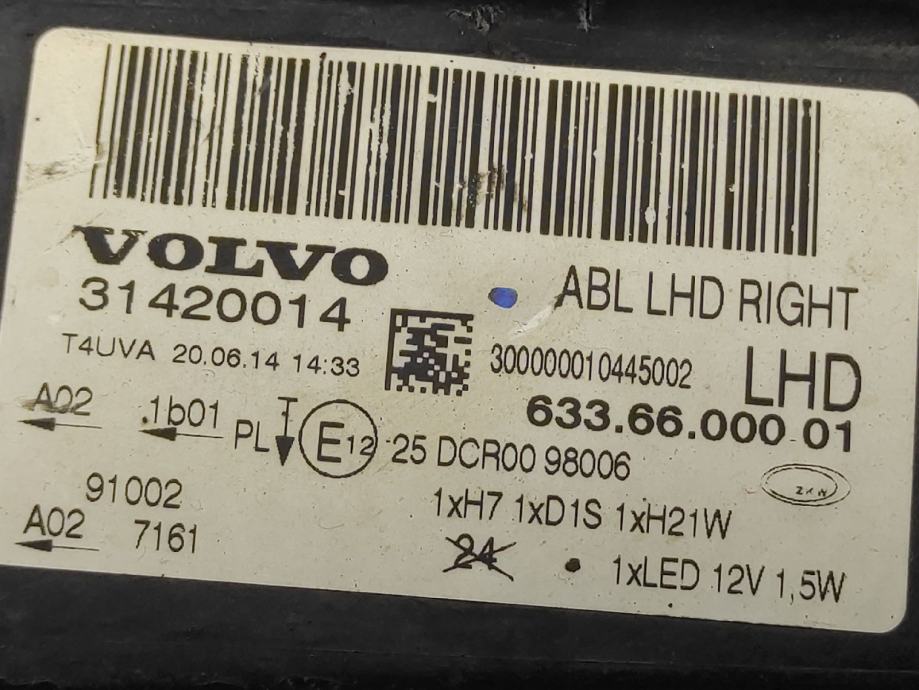 VOLVO
31420014
ABL LHD RIGHT
T4UVA 20.06.14 14:33
300000010445002
LHD
633.66.000 01
A02
.1b01
PL
E12
25 DCR00 98006
ZKW
91002
1xH7 1xD1S 1xH21W
A02
7161
24
1xLED 12V 1,5W